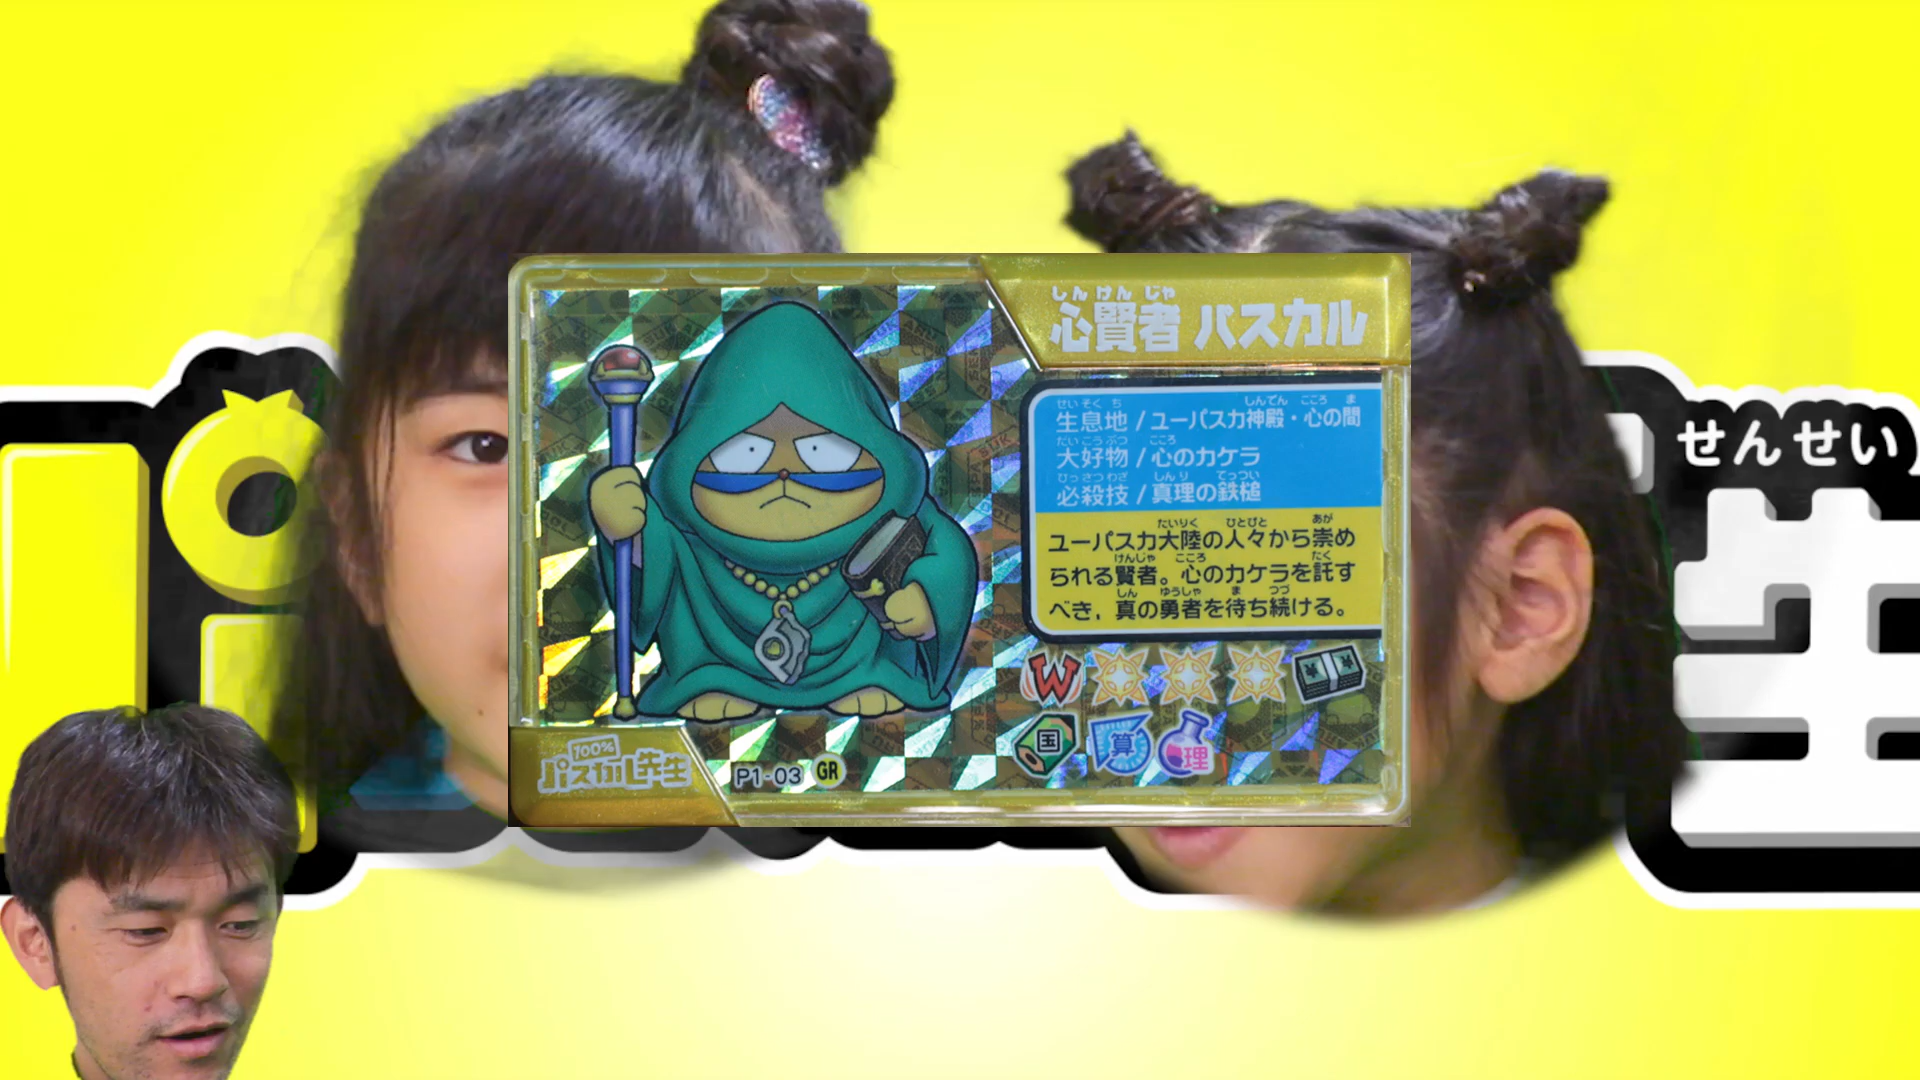 しんけんじゃ
心賢者 パスカル
せいそくち しんでん こころ ま
生息地 / ユーパスカ神殿・心の間
だいこうぶつ こころ
大好物 / 心のカケラ
ひっさつわざ しんり てっつい
必殺技 / 真理の鉄槌
たいりく ひとびと あが
ユーパスカ大陸の人々から崇め
けんじゃ こころ たく
られる賢者。心のカケラを託す
しん ゆうしゃ ま つづ
べき，真の勇者を待ち続ける。
W
国 算 理
100%
パスカル先生
P1-03 GR
せんせい
生